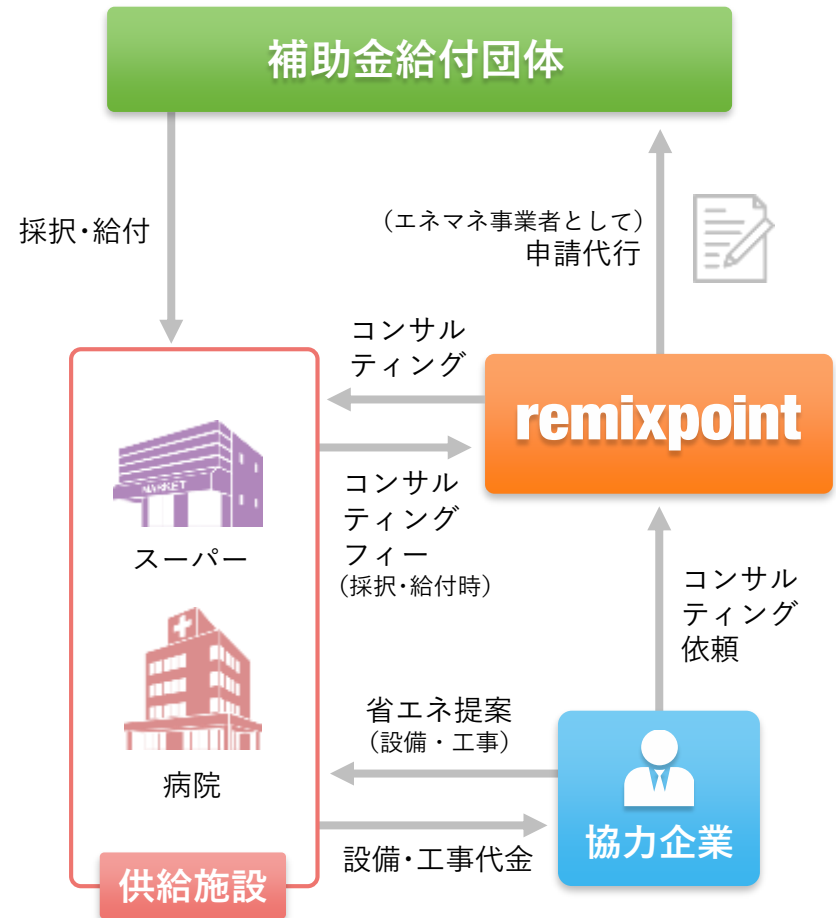 補助金給付団体
採択･給付
（エネマネ事業者として）
申請代行
コンサル
ティング
remixpoint
MARKET
スーパー
コンサル
ティング
フィー
（採択･給付時）
コンサル
ティング
依頼
病院
省エネ提案
（設備・工事）
設備･工事代金
協力企業
供給施設